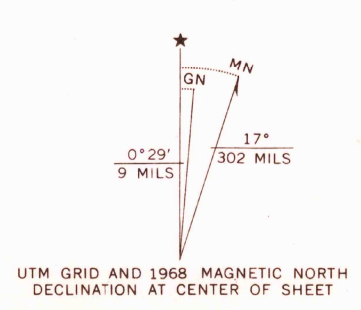 MN
GN
0°29'
9 MILS
17°
302 MILS
UTM GRID AND 1968 MAGNETIC NORTH
DECLINATION AT CENTER OF SHEET